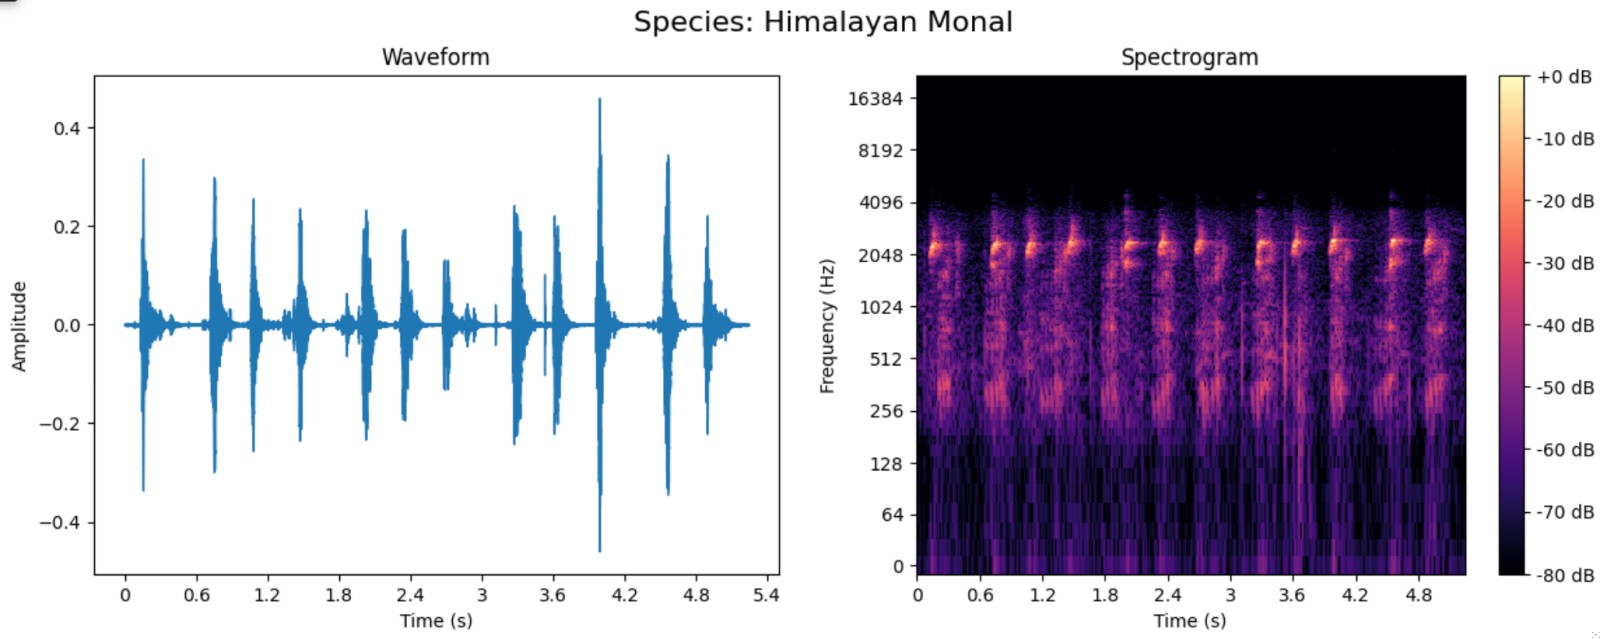 Species: Himalayan Monal
Waveform
Amplitude
0.4
0.2
0.0
−0.2
−0.4
0 0.6 1.2 1.8 2.4 3 3.6 4.2 4.8 5.4
Time (s)
Spectrogram
Frequency (Hz)
16384
8192
4096
2048
1024
512
256
128
64
0
0 0.6 1.2 1.8 2.4 3 3.6 4.2 4.8
Time (s)
+0 dB
-10 dB
-20 dB
-30 dB
-40 dB
-50 dB
-60 dB
-70 dB
-80 dB